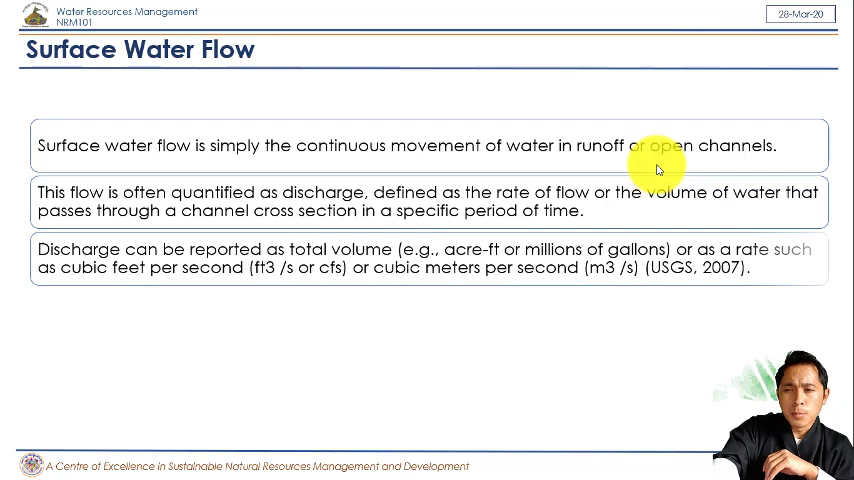 Water Resources Management
NRM101
28-Mar-20
Surface Water Flow
Surface water flow is simply the continuous movement of water in runoff or open channels.
This flow is often quantified as discharge, defined as the rate of flow or the volume of water that
passes through a channel cross section in a specific period of time.
Discharge can be reported as total volume (e.g., acre-ft or millions of gallons) or as a rate such
as cubic feet per second (ft3 /s or cfs) or cubic meters per second (m3 /s) (USGS, 2007).
A Centre of Excellence in Sustainable Natural Resources Management and Development